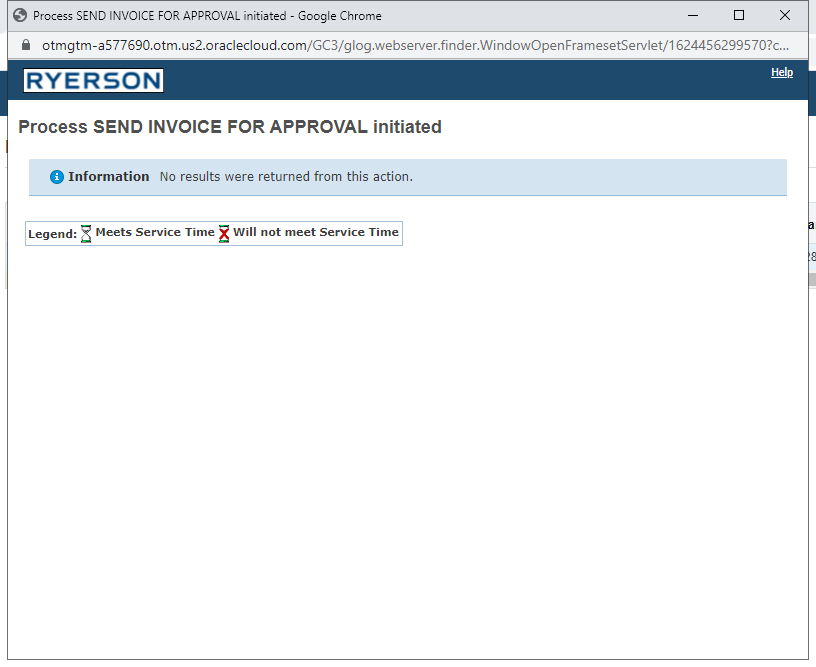 Process SEND INVOICE FOR APPROVAL initiated - Google Chrome
otmgtm-a577690.otm.us2.oraclecloud.com/GC3/glog.webserver.finder.WindowOpenFramesetServlet/1624456299570?c...
RYERSON
Help
Process SEND INVOICE FOR APPROVAL initiated
Information No results were returned from this action.
Legend: Meets Service Time Will not meet Service Time